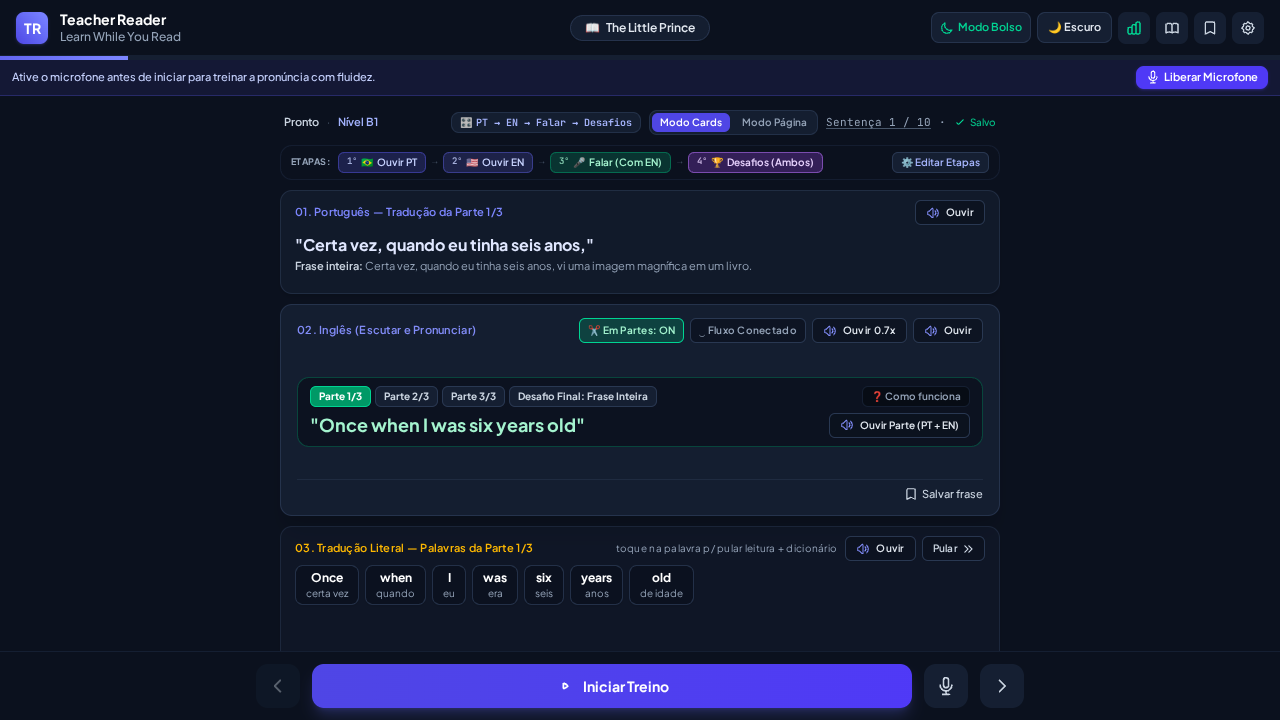 TR
Teacher Reader
Learn While You Read
📖 The Little Prince
Modo Bolso
🌙 Escuro
Ative o microfone antes de iniciar para treinar a pronúncia com fluidez.
Liberar Microfone
Pronto · Nível B1
🎛️ PT → EN → Falar → Desafios
Modo Cards
Modo Página
Sentença 1 / 10 · ✓ Salvo
ETAPAS:
1° 🇧🇷 Ouvir PT → 2° 🇺🇸 Ouvir EN → 3° 🎤 Falar (Com EN) → 4° 🏆 Desafios (Ambos)
⚙️ Editar Etapas
01. Português — Tradução da Parte 1/3
Ouvir
"Certa vez, quando eu tinha seis anos,"
Frase inteira: Certa vez, quando eu tinha seis anos, vi uma imagem magnífica em um livro.
02. Inglês (Escutar e Pronunciar)
✂️ Em Partes: ON
‿ Fluxo Conectado
Ouvir 0.7x
Ouvir
Parte 1/3
Parte 2/3
Parte 3/3
Desafio Final: Frase Inteira
❓ Como funciona
"Once when I was six years old"
Ouvir Parte (PT + EN)
Salvar frase
03. Tradução Literal — Palavras da Parte 1/3
toque na palavra p/ pular leitura + dicionário
Ouvir
Pular
Once when I was six years old
certa vez quando eu era seis anos de idade
Iniciar Treino